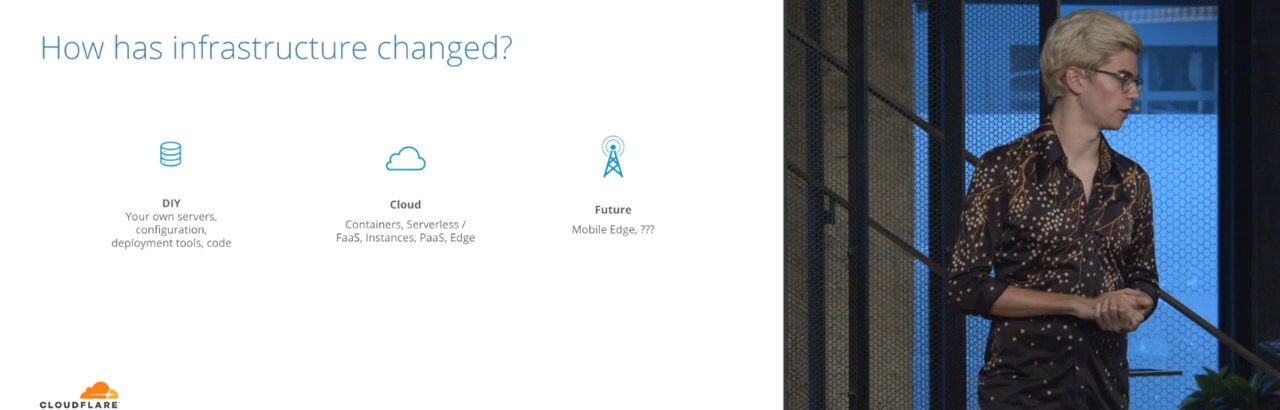 How has infrastructure changed?
DIY
Your own servers,
configuration,
deployment tools, code
Cloud
Containers, Serverless /
FaaS, Instances, PaaS, Edge
Future
Mobile Edge, ???
CLOUDFLARE